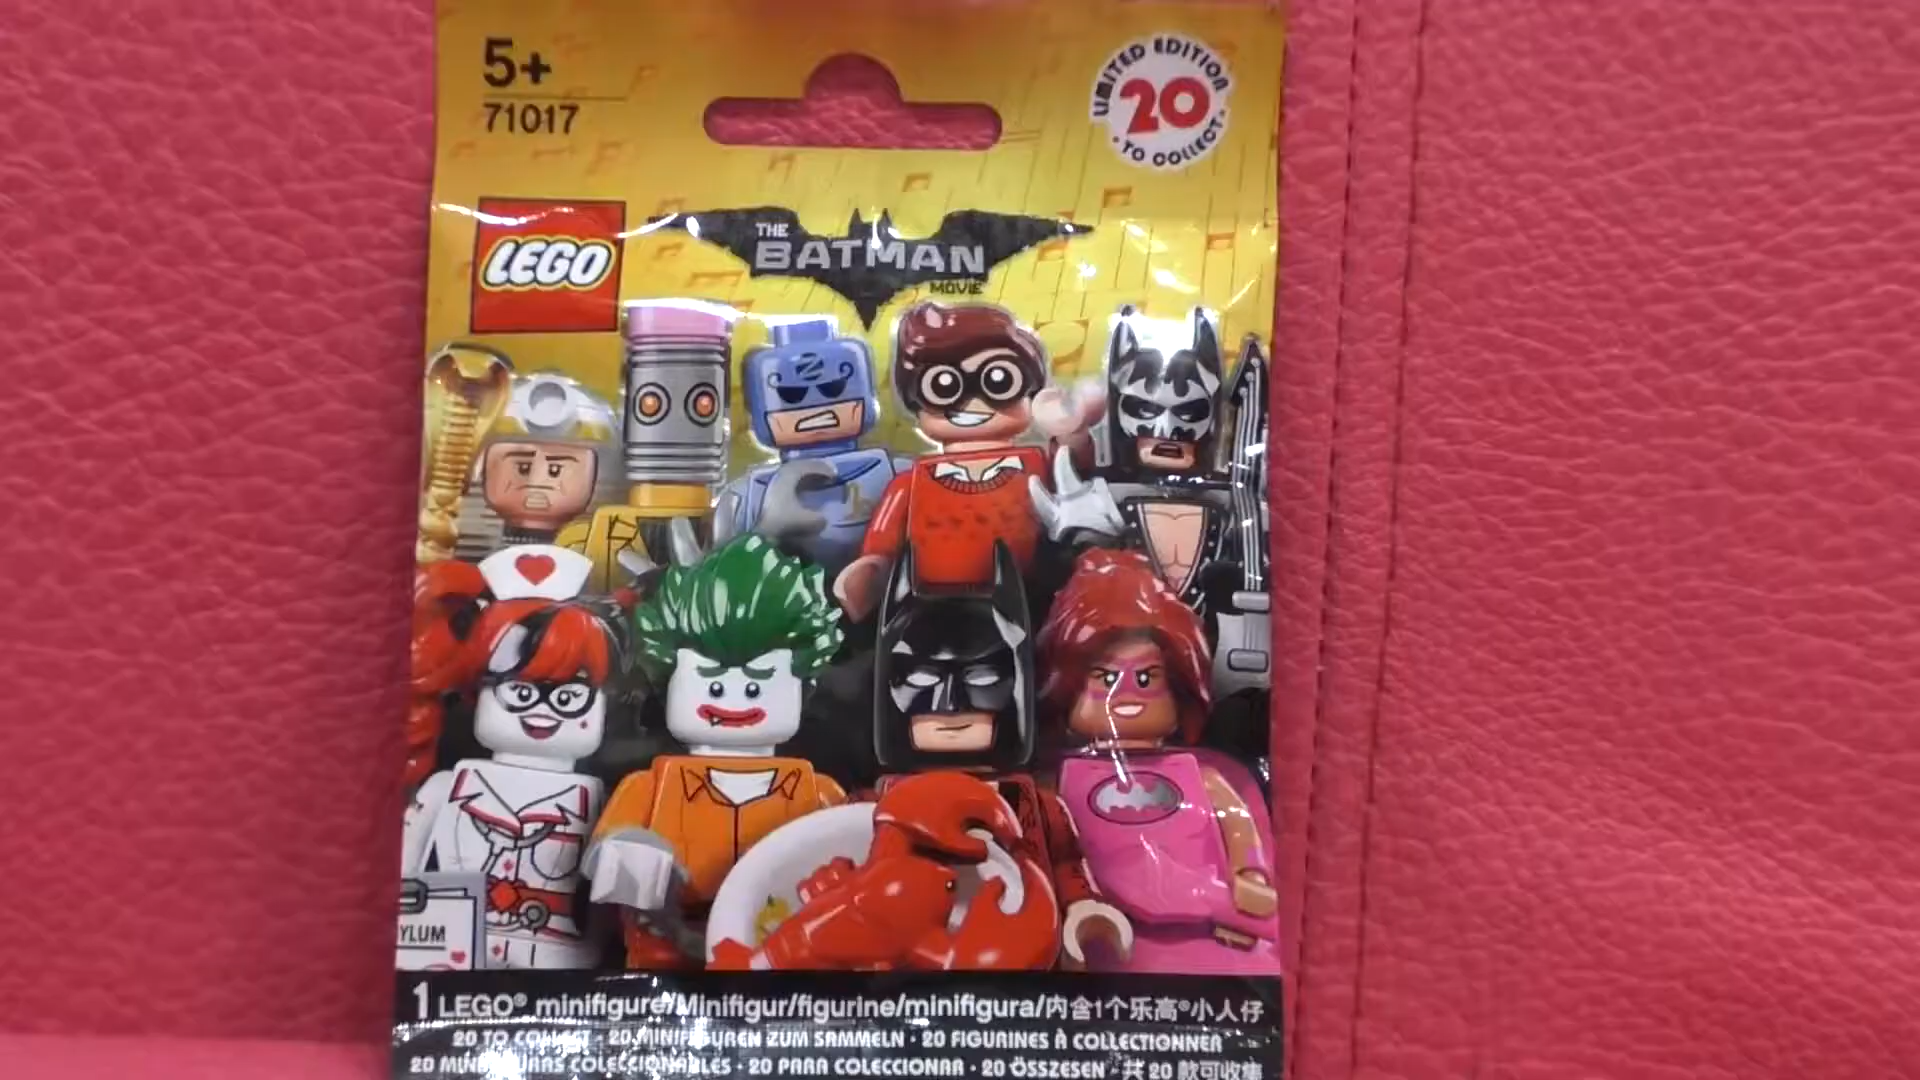 5+
71017
LIMITED EDITION
20
· TO COLLECT ·
LEGO
THE
BATMAN
MOVIE
Z
YLUM
1 LEGO® minifigure/Minifigur/figurine/minifigura/内含1个乐高®小人仔
20 TO COLLECT · 20 MINIFIGUREN ZUM SAMMELN · 20 FIGURINES À COLLECTIONNER
20 MINIFIGURAS COLECCIONABLES · 20 PARA COLECCIONAR · 20 ÖSSZESEN · 共 20 款可收集